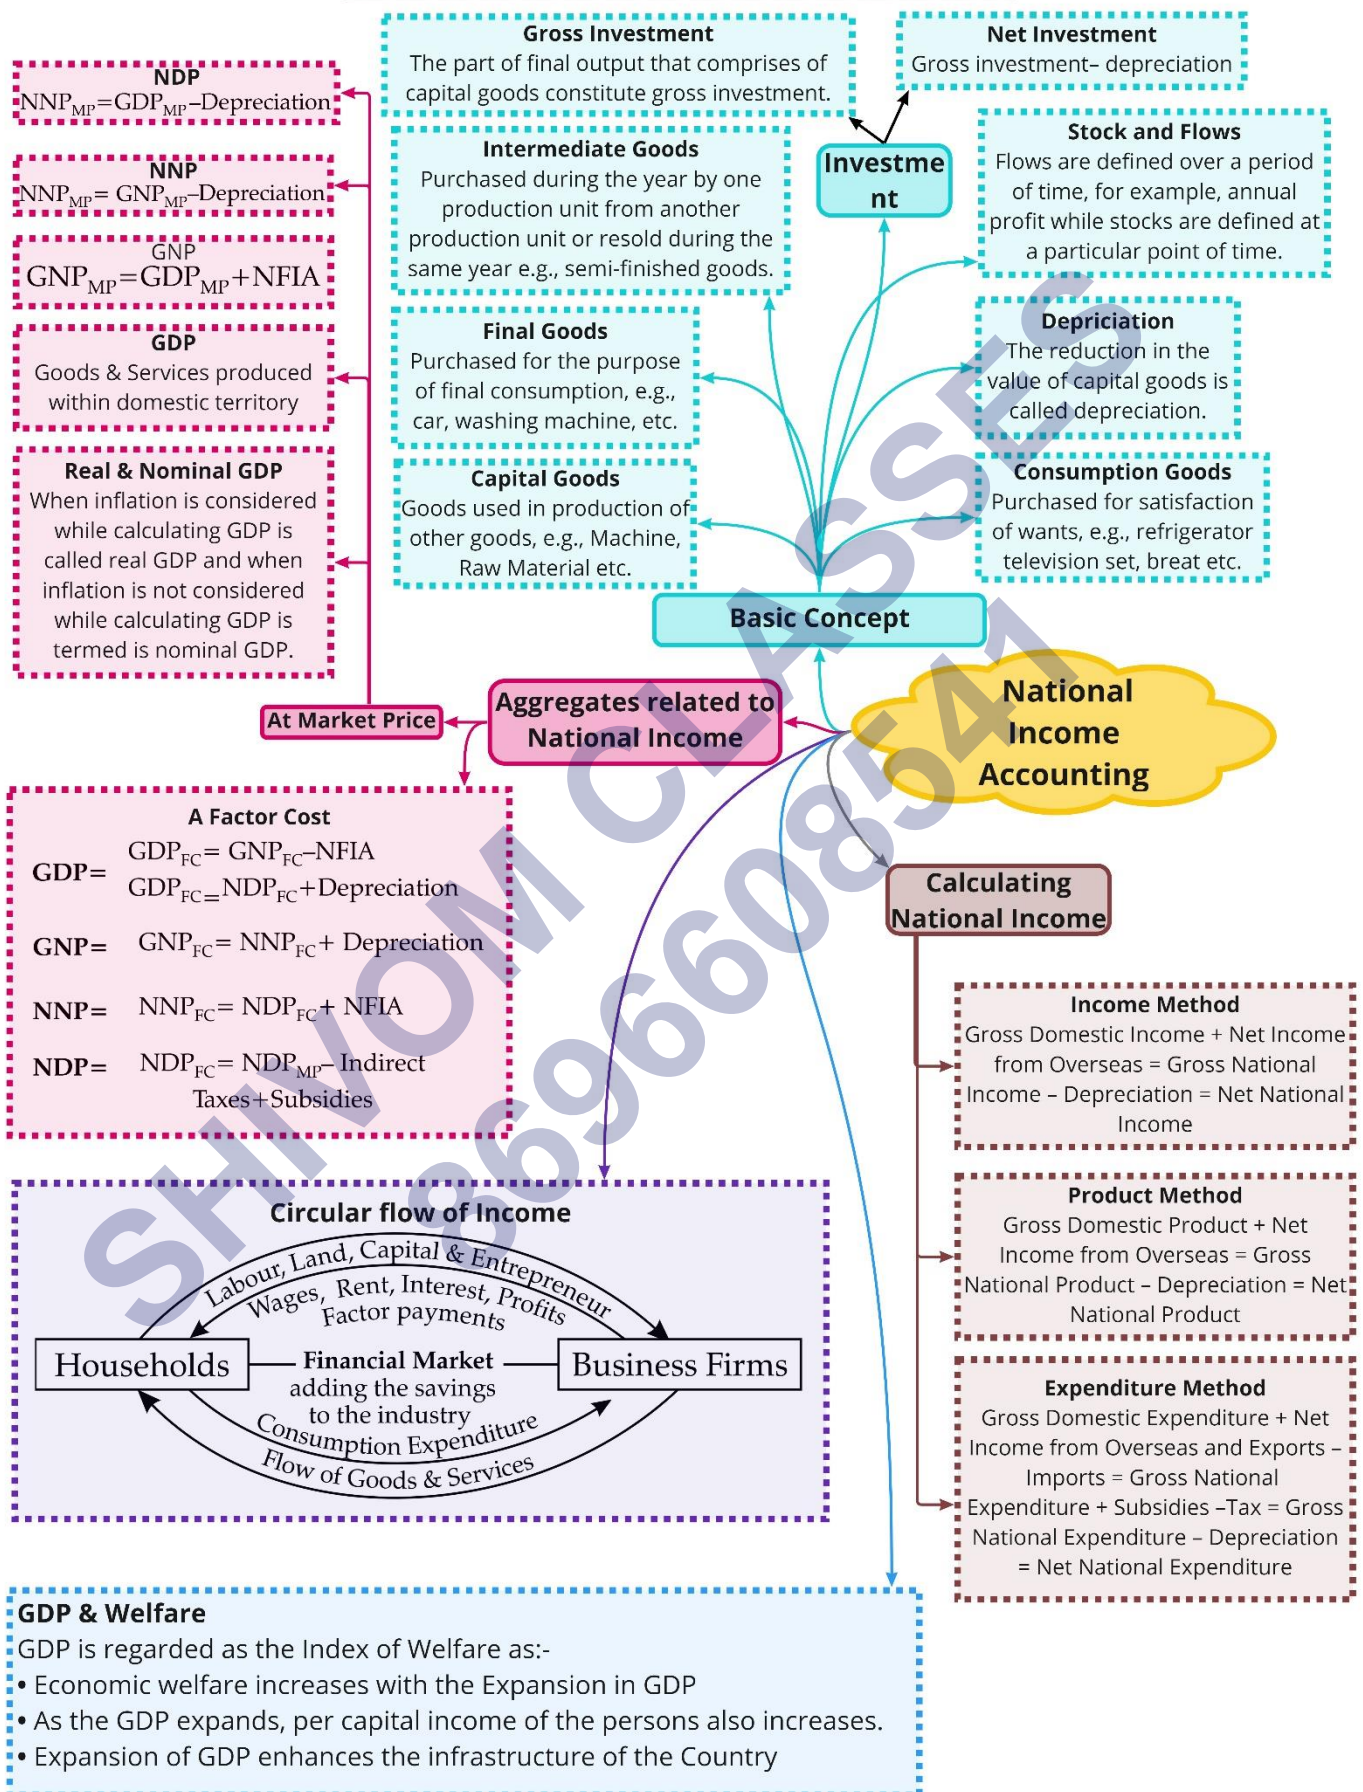 Gross Investment
The part of final output that comprises of
capital goods constitute gross investment.
Net Investment
Gross investment– depreciation
Investme
nt
Intermediate Goods
Purchased during the year by one
production unit from another
production unit or resold during the
same year e.g., semi-finished goods.
Stock and Flows
Flows are defined over a period
of time, for example, annual
profit while stocks are defined at
a particular point of time.
Final Goods
Purchased for the purpose
of final consumption, e.g.,
car, washing machine, etc.
Depriciation
The reduction in the
value of capital goods is
called depreciation.
Capital Goods
Goods used in production of
other goods, e.g., Machine,
Raw Material etc.
Consumption Goods
Purchased for satisfaction
of wants, e.g., refrigerator
television set, breat etc.
Basic Concept
NDP
NNPMP=GDPMP–Depreciation
NNP
NNPMP= GNPMP–Depreciation
GNP
GNPMP=GDPMP+NFIA
GDP
Goods & Services produced
within domestic territory
Real & Nominal GDP
When inflation is considered
while calculating GDP is
called real GDP and when
inflation is not considered
while calculating GDP is
termed is nominal GDP.
At Market Price
Aggregates related to
National Income
National
Income
Accounting
A Factor Cost
GDP=
GDPFC= GNPFC–NFIA
GDPFC=NDPFC+Depreciation
GNP= GNPFC= NNPFC+ Depreciation
NNP= NNPFC= NDPFC+ NFIA
NDP= NDPFC= NDPMP– Indirect
Taxes+Subsidies
Calculating
National Income
Income Method
Gross Domestic Income + Net Income
from Overseas = Gross National
Income – Depreciation = Net National
Income
Product Method
Gross Domestic Product + Net
Income from Overseas = Gross
National Product – Depreciation = Net
National Product
Expenditure Method
Gross Domestic Expenditure + Net
Income from Overseas and Exports –
Imports = Gross National
Expenditure + Subsidies –Tax = Gross
National Expenditure – Depreciation
= Net National Expenditure
Circular flow of Income
Labour, Land, Capital & Entrepreneur
Wages, Rent, Interest, Profits
Factor payments
Households
Financial Market
adding the savings
to the industry
Business Firms
Consumption Expenditure
Flow of Goods & Services
GDP & Welfare
GDP is regarded as the Index of Welfare as:-
• Economic welfare increases with the Expansion in GDP
• As the GDP expands, per capital income of the persons also increases.
• Expansion of GDP enhances the infrastructure of the Country
SHIVOM CLASSES
8696608541